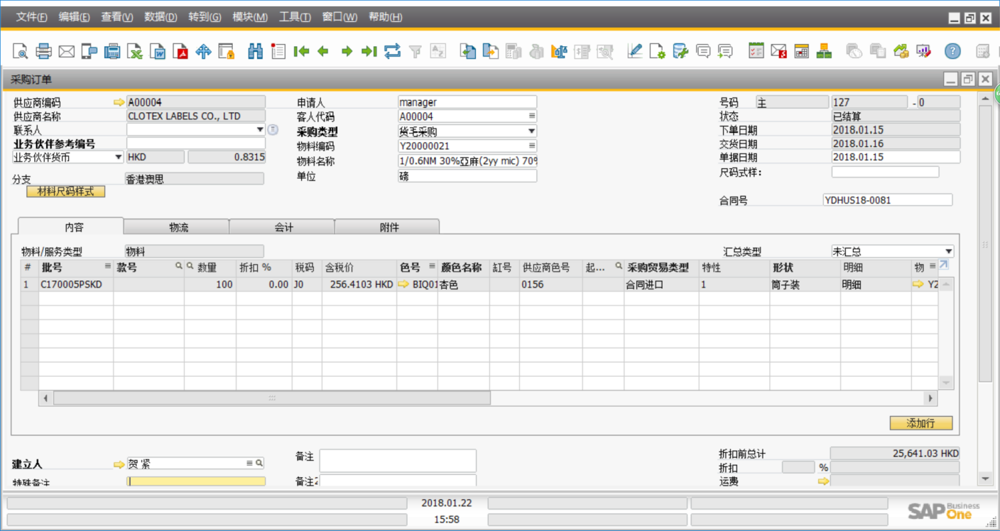 文件(F) 编辑(E) 查看(V) 数据(D) 转到(G) 模块(M) 工具(T) 窗口(W) 帮助(H)
采购订单
供应商编码 A00004 申请人 manager 号码 主 127 - 0
供应商名称 CLOTEX LABELS CO., LTD 客人代码 A00004 状态 已结算
联系人 采购类型 货毛采购 下单日期 2018.01.15
业务伙伴参考编号 物料编码 Y20000021 交货日期 2018.01.16
业务伙伴货币 HKD 0.8315 物料名称 1/0.6NM 30%亞麻(2yy mic) 70% 单据日期 2018.01.15
分支 香港澳思 单位 磅 尺码式样:
材料尺码样式
合同号 YDHUS18-0081
内容 物流 会计 附件
物料/服务类型 物料 汇总类型 未汇总
# 批号 款号 数量 折扣 % 税码 含税价 色号 颜色名称 缸号 供应商色号 起... 采购贸易类型 特性 形状 明细 物
1 C170005PSKD 100 0.00 J0 256.4103 HKD BIQ01 杏色 0156 合同进口 1 筒子装 明细 Y2
添加行
建立人 贺 紧 备注 折扣前总计 25,641.03 HKD
折扣 %
特殊备注 备注2 运费
2018.01.22
15:58
SAP Business One